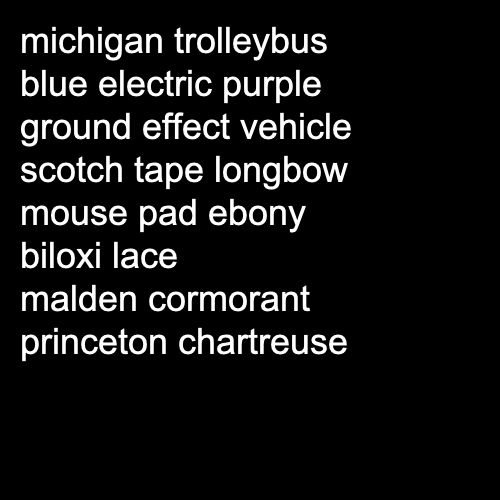 michigan trolleybus
blue electric purple
ground effect vehicle
scotch tape longbow
mouse pad ebony
biloxi lace
malden cormorant
princeton chartreuse